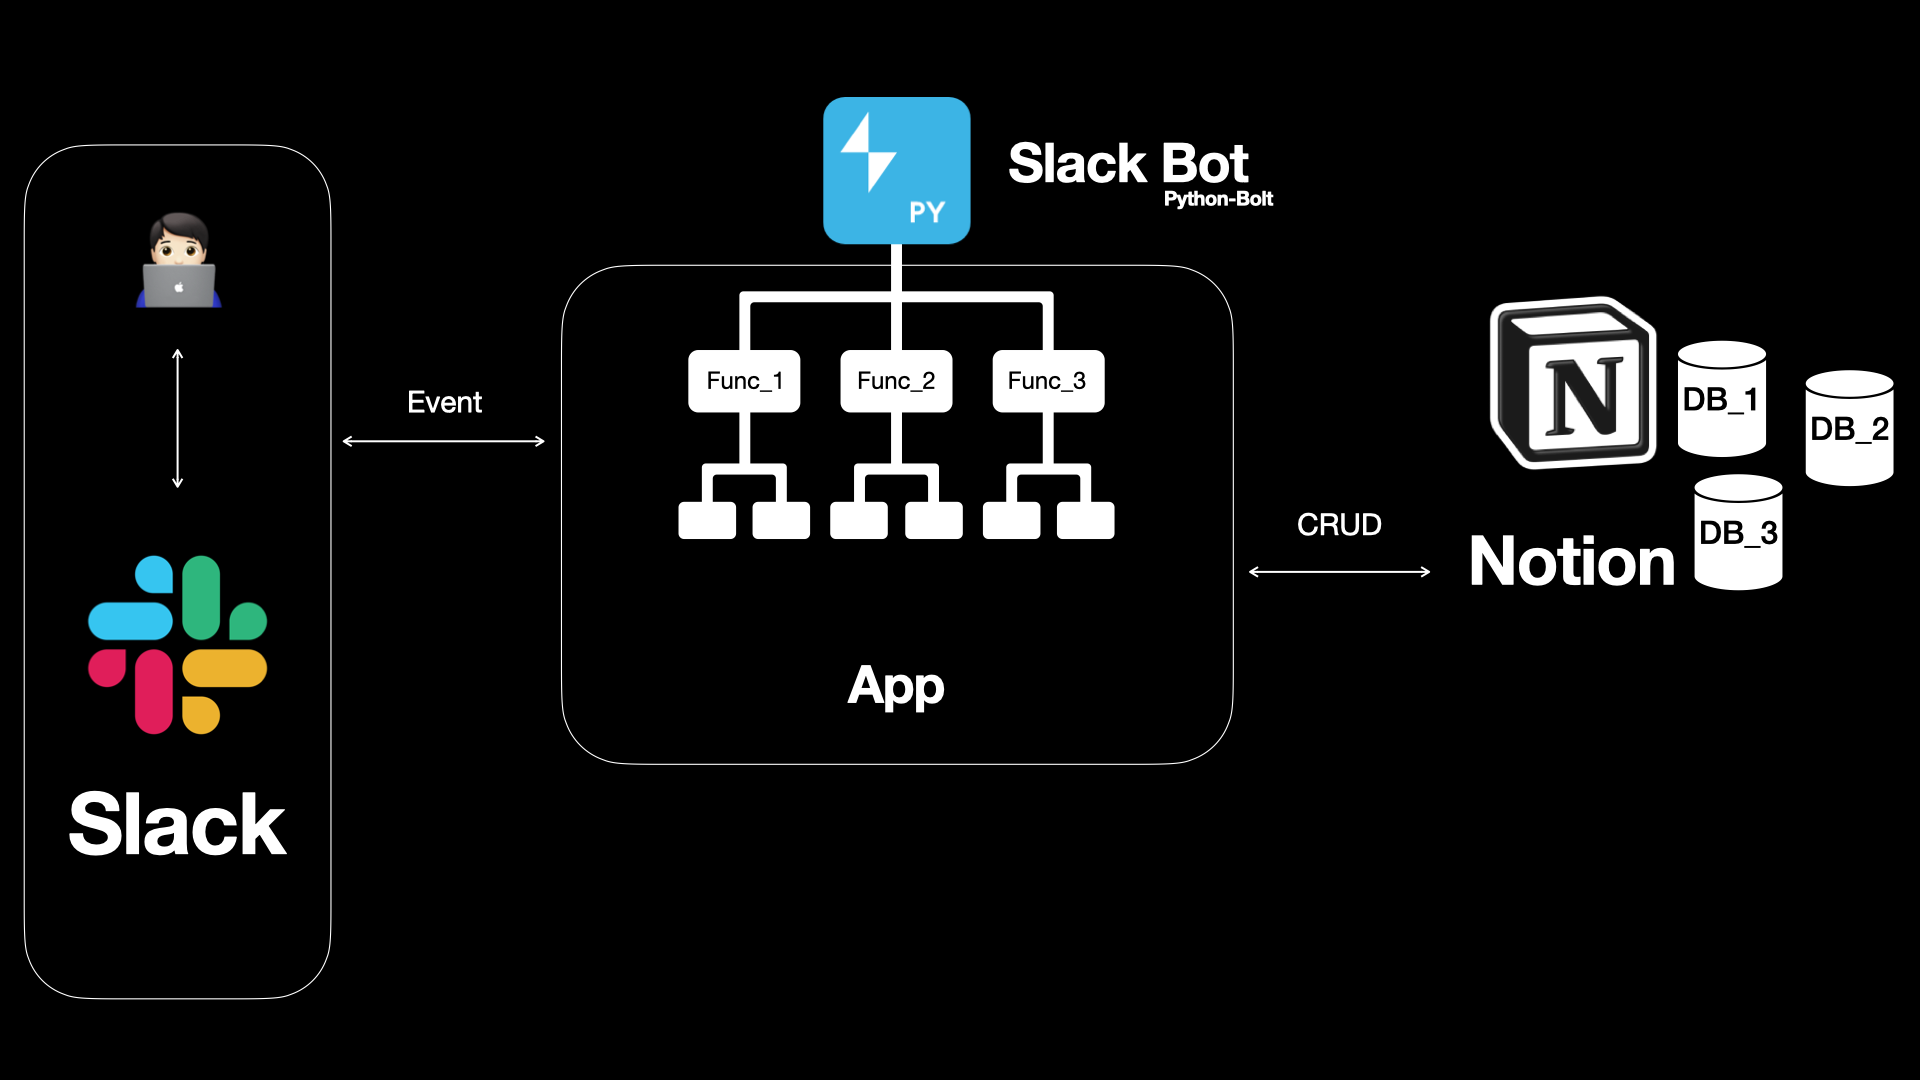 PY
Slack Bot
Python-Bolt
Func_1
Func_2
Func_3
Event
App
Slack
CRUD
N
DB_1
DB_2
DB_3
Notion